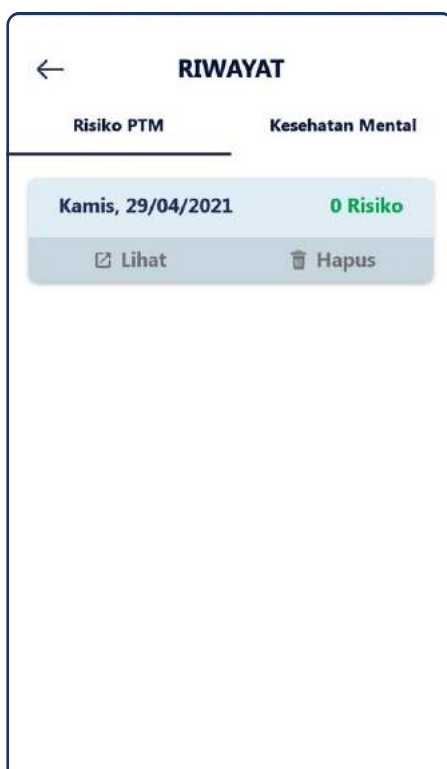 RIWAYAT
Risiko PTM Kesehatan Mental
Kamis, 29/04/2021 0 Risiko
Lihat Hapus